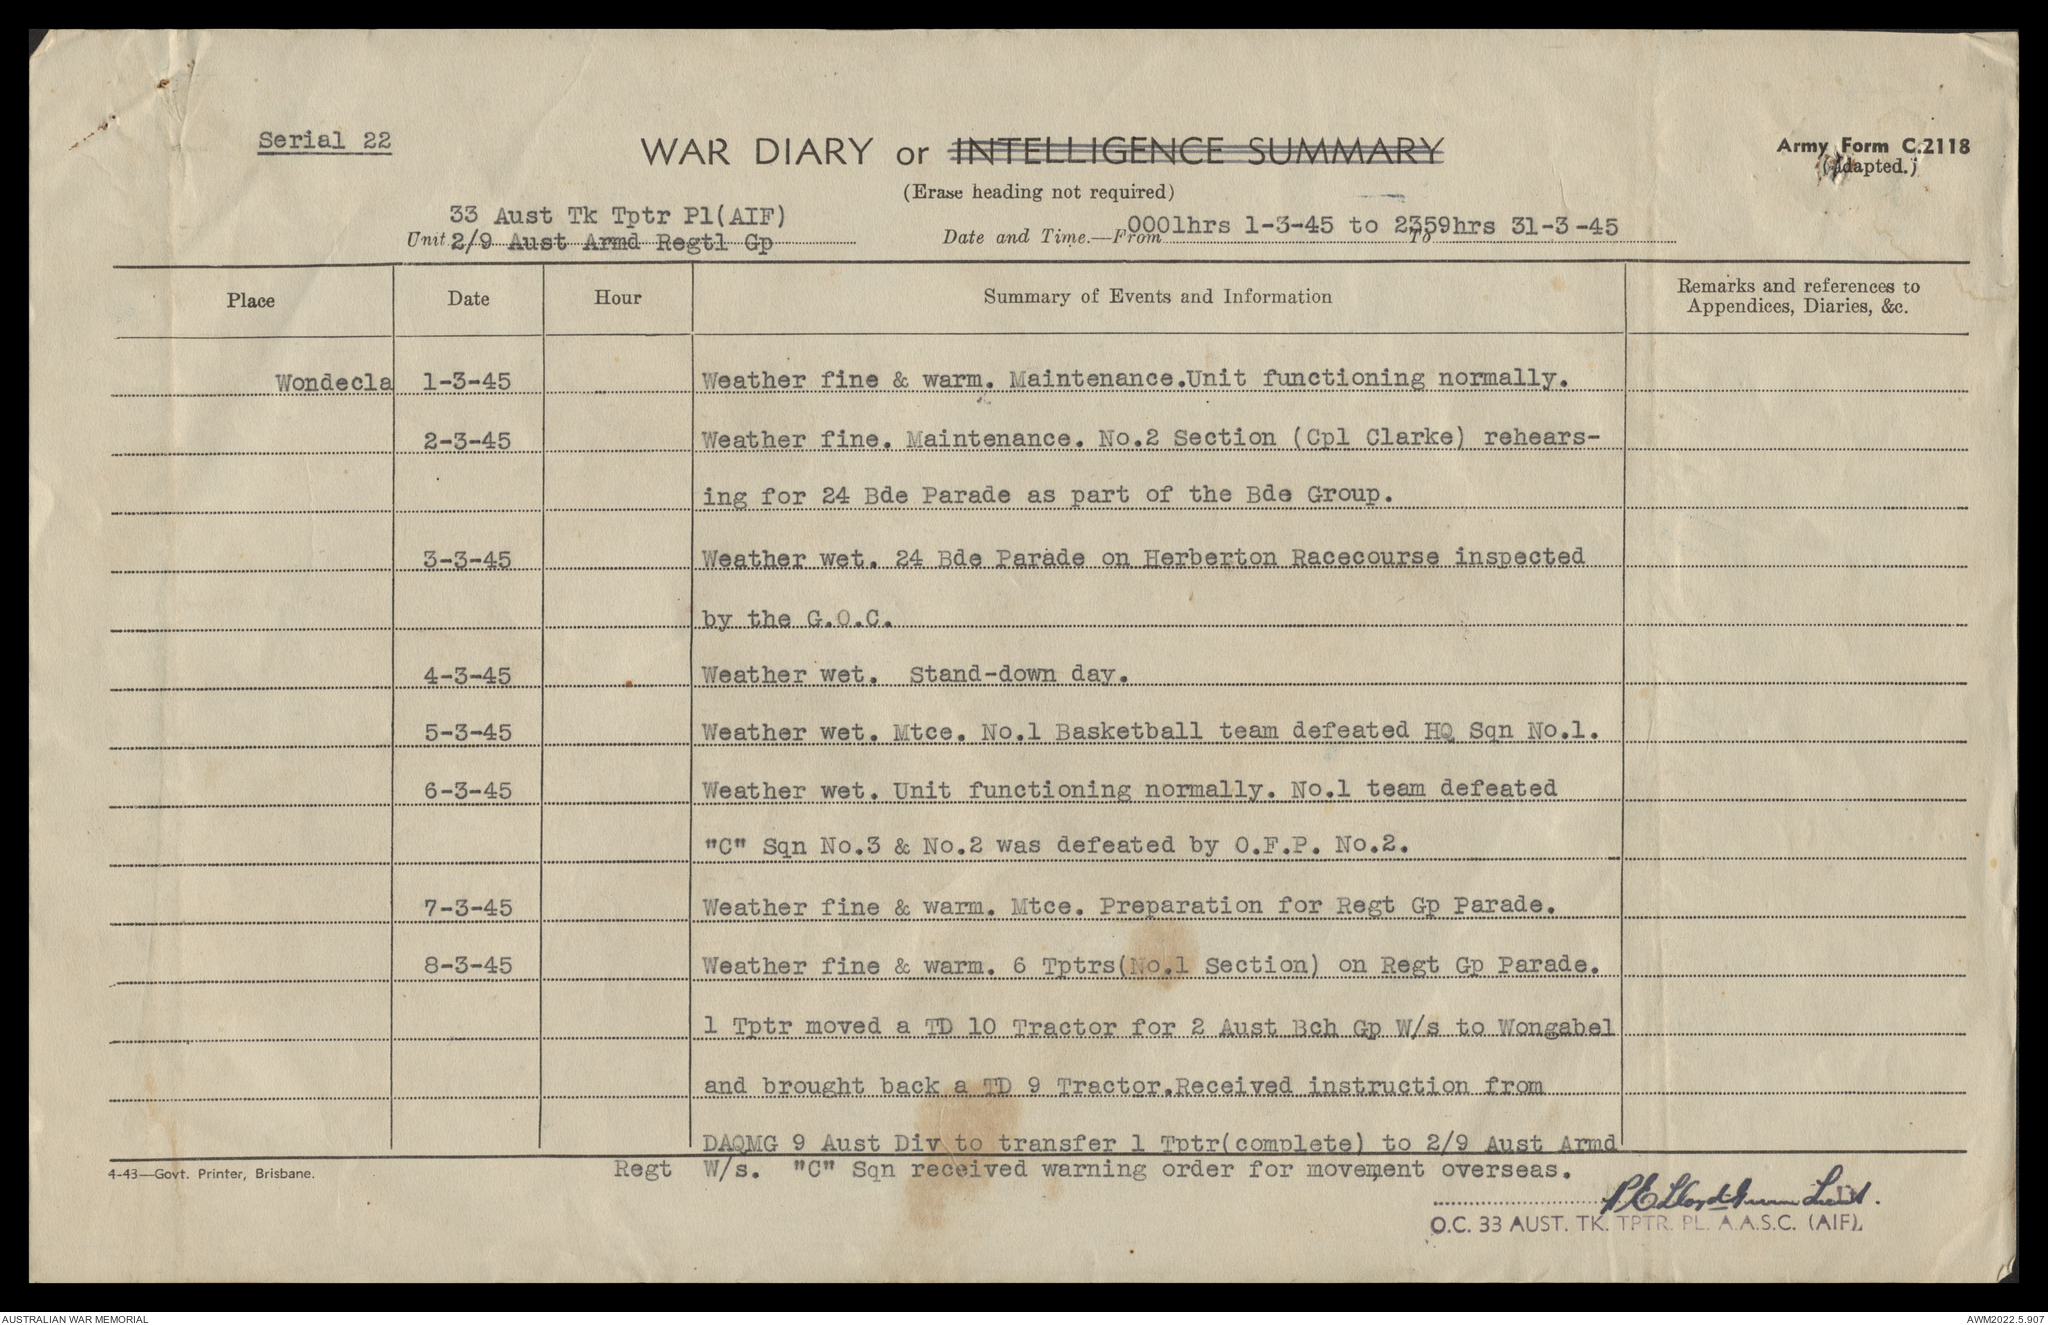 Serial 22
WAR DIARY or INTELLIGENCE SUMMARY
Army Form C.2118
(Adapted.)
(Erase heading not required)
33 Aust Tk Tptr Pl(AIF)
Unit 2/9 Aust Armd Regtl Gp
Date and Time.—From 0001hrs 1-3-45 to To 2359hrs 31-3-45
Place Date Hour Summary of Events and Information Remarks and references to
Appendices, Diaries, &c.
Wondecla 1-3-45 Weather fine & warm. Maintenance.Unit functioning normally.
2-3-45 Weather fine. Maintenance. No.2 Section (Cpl Clarke) rehears-
ing for 24 Bde Parade as part of the Bde Group.
3-3-45 Weather wet. 24 Bde Parade on Herberton Racecourse inspected
by the G.O.C.
4-3-45 Weather wet. Stand-down day.
5-3-45 Weather wet. Mtce. No.1 Basketball team defeated HQ Sqn No.1.
6-3-45 Weather wet. Unit functioning normally. No.1 team defeated
"C" Sqn No.3 & No.2 was defeated by O.F.P. No.2.
7-3-45 Weather fine & warm. Mtce. Preparation for Regt Gp Parade.
8-3-45 Weather fine & warm. 6 Tptrs(No.1 Section) on Regt Gp Parade.
1 Tptr moved a TD 10 Tractor for 2 Aust Bch Gp W/s to Wongabel
and brought back a TD 9 Tractor.Received instruction from
DAQMG 9 Aust Div to transfer 1 Tptr(complete) to 2/9 Aust Armd
Regt W/s. "C" Sqn received warning order for movement overseas.
4-43—Govt. Printer, Brisbane.
Lieut.
O.C. 33 AUST. TK. TPTR. PL. A.A.S.C. (AIF).
AUSTRALIAN WAR MEMORIAL
AWM2022.5.907